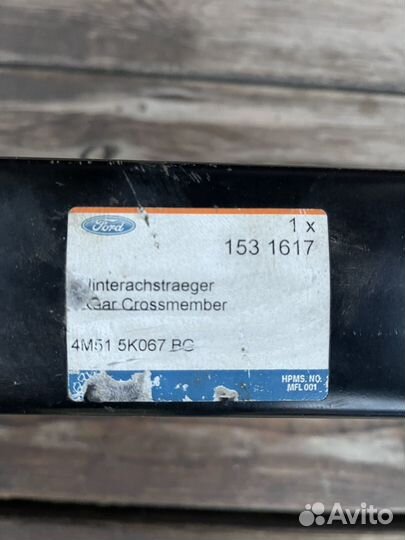 Ford
1 x
153 1617
Hinterachstraeger
Rear Crossmember
4M51 5K067 BC
HPMS. NO.
MFL 001
Avito